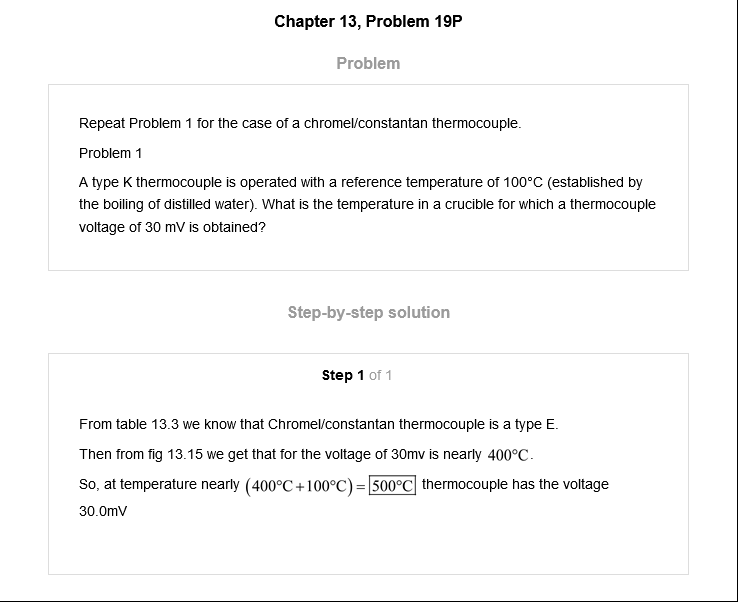 Chapter 13, Problem 19P
Problem
Repeat Problem 1 for the case of a chromel/constantan thermocouple.
Problem 1
A type K thermocouple is operated with a reference temperature of 100°C (established by
the boiling of distilled water). What is the temperature in a crucible for which a thermocouple
voltage of 30 mV is obtained?
Step-by-step solution
Step 1 of 1
From table 13.3 we know that Chromel/constantan thermocouple is a type E.
Then from fig 13.15 we get that for the voltage of 30mv is nearly 400°C.
So, at temperature nearly (400°C+100°C)=500°C thermocouple has the voltage
30.0mV